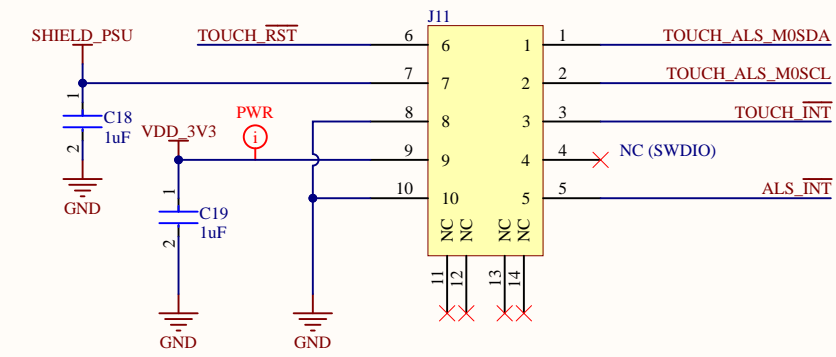 J11
SHIELD_PSU
TOUCH_RST
6
6
1
1
TOUCH_ALS_M0SDA
7
7
2
2
TOUCH_ALS_M0SCL
1
C18
1uF
2
GND
PWR
i
8
8
3
3
TOUCH_INT
VDD_3V3
9
9
4
4
NC (SWDIO)
10
10
5
5
ALS_INT
1
C19
1uF
2
GND
GND
NC
NC
NC
NC
11
12
13
14